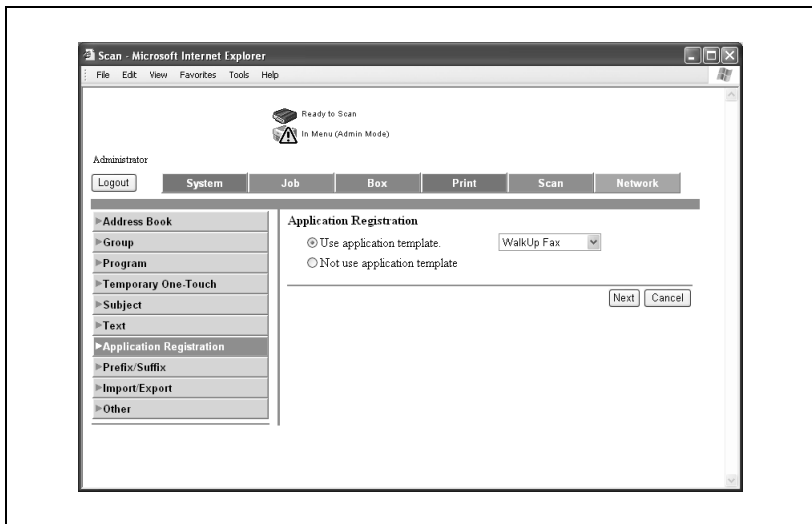 Scan - Microsoft Internet Explorer
File Edit View Favorites Tools Help
Ready to Scan
In Menu (Admin Mode)
Administrator
Logout System Job Box Print Scan Network
Address Book
Group
Program
Temporary One-Touch
Subject
Text
Application Registration
Prefix/Suffix
Import/Export
Other
Application Registration
Use application template. WalkUp Fax
Not use application template
Next Cancel